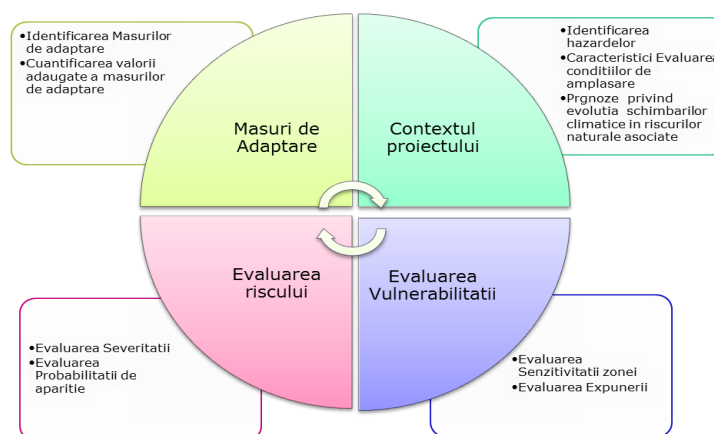 •Identificarea Masurilor
de adaptare
•Cuantificarea valorii
adaugate a masurilor
de adaptare
•Identificarea
hazardelor
•Caracteristici Evaluarea
conditiilor de
amplasare
•Prgnoze privind
evolutia schimbarilor
climatice in riscurilor
naturale asociate
Masuri de
Adaptare
Contextul
proiectului
Evaluarea
riscului
Evaluarea
Vulnerabilitatii
•Evaluarea Severitatii
•Evaluarea
Probabilitatii de
aparitie
•Evaluarea
Senzitivitatii zonei
•Evaluarea Expunerii